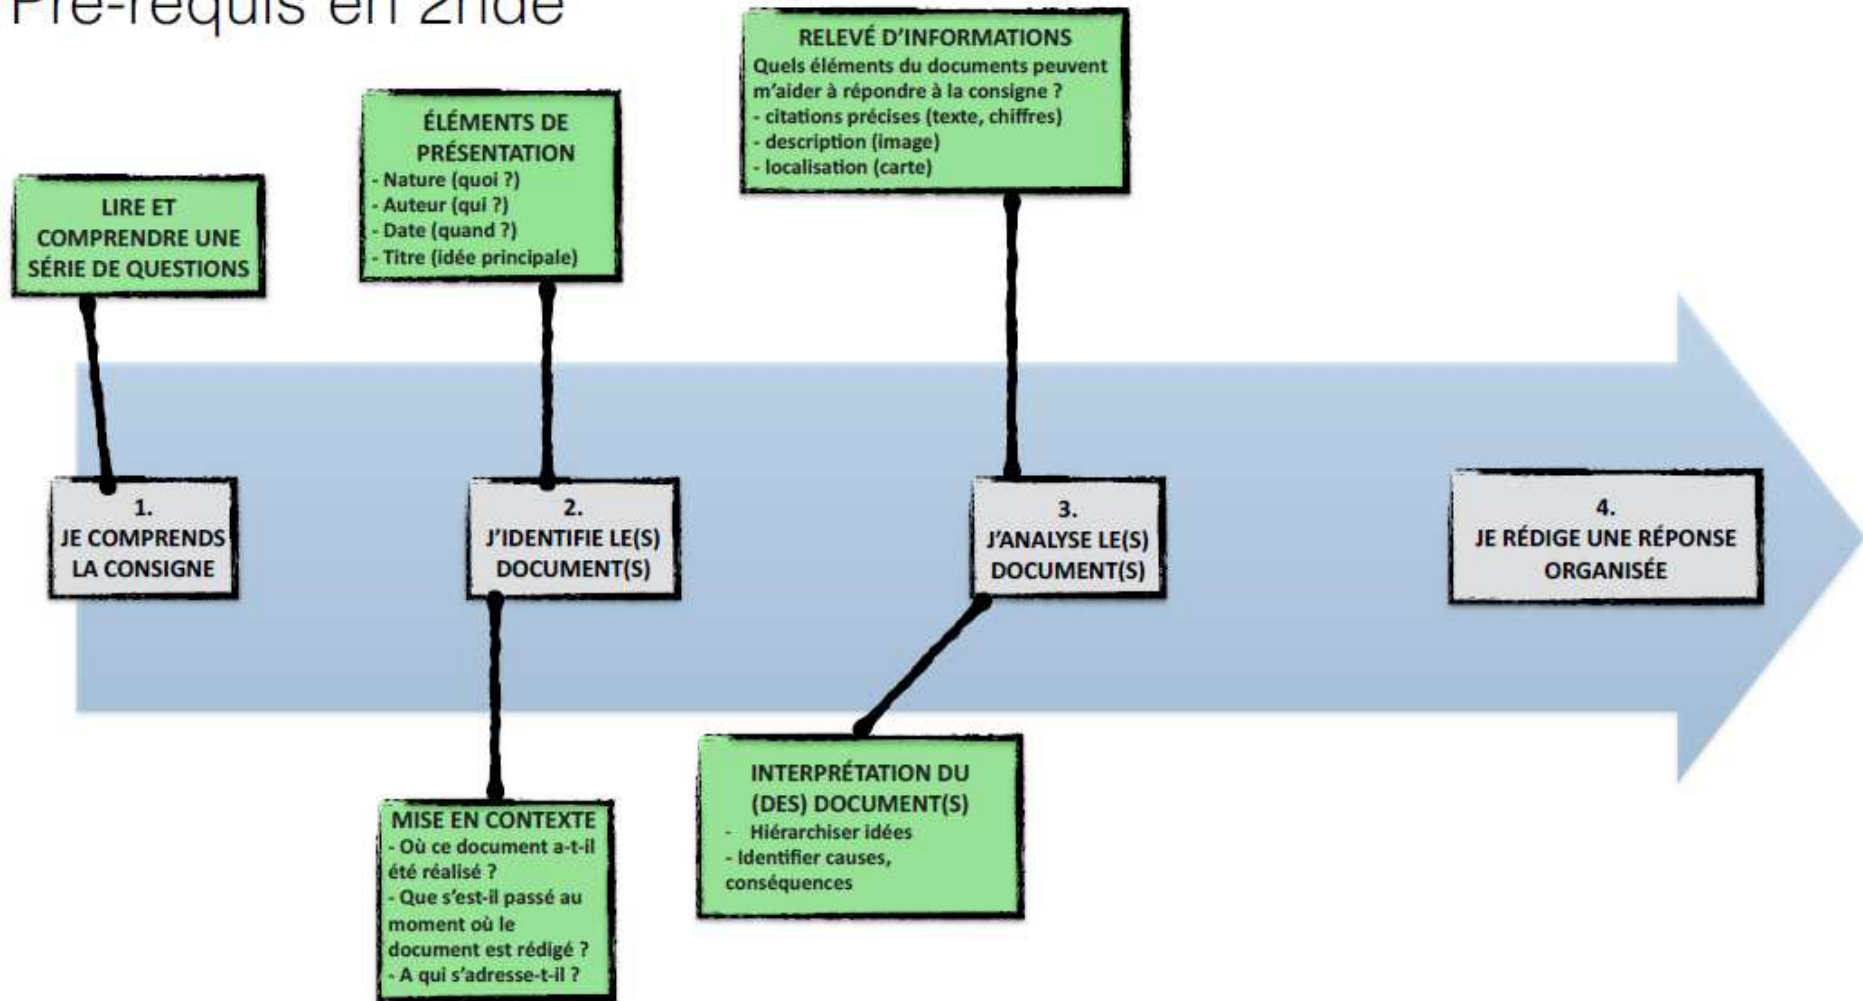 Pré-requis en 2nde
RELEVÉ D'INFORMATIONS
Quels éléments du documents peuvent
m'aider à répondre à la consigne ?
- citations précises (texte, chiffres)
- description (image)
- localisation (carte)
ÉLÉMENTS DE
PRÉSENTATION
- Nature (quoi ?)
- Auteur (qui ?)
- Date (quand ?)
- Titre (idée principale)
LIRE ET
COMPRENDRE UNE
SÉRIE DE QUESTIONS
1.
JE COMPRENDS
LA CONSIGNE
2.
J'IDENTIFIE LE(S)
DOCUMENT(S)
3.
J'ANALYSE LE(S)
DOCUMENT(S)
4.
JE RÉDIGE UNE RÉPONSE
ORGANISÉE
MISE EN CONTEXTE
- Où ce document a-t-il
été réalisé ?
- Que s'est-il passé au
moment où le
document est rédigé ?
- A qui s'adresse-t-il ?
INTERPRÉTATION DU
(DES) DOCUMENT(S)
- Hiérarchiser idées
- Identifier causes,
conséquences